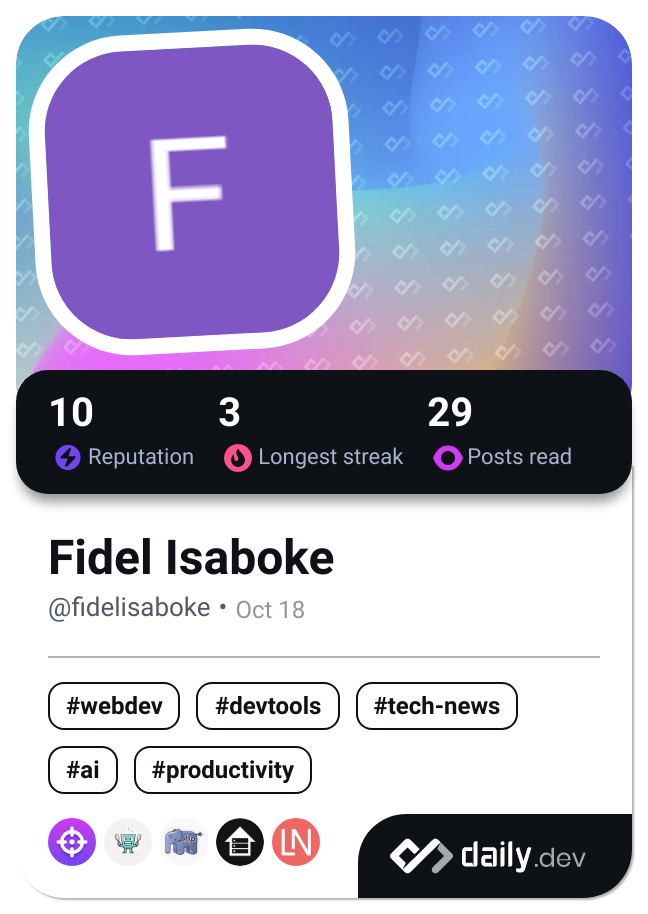 F
10 3 29
Reputation Longest streak Posts read
Fidel Isaboke
@fidelisaboke • Oct 18
#webdev #devtools #tech-news
#ai #productivity
php LN daily.dev